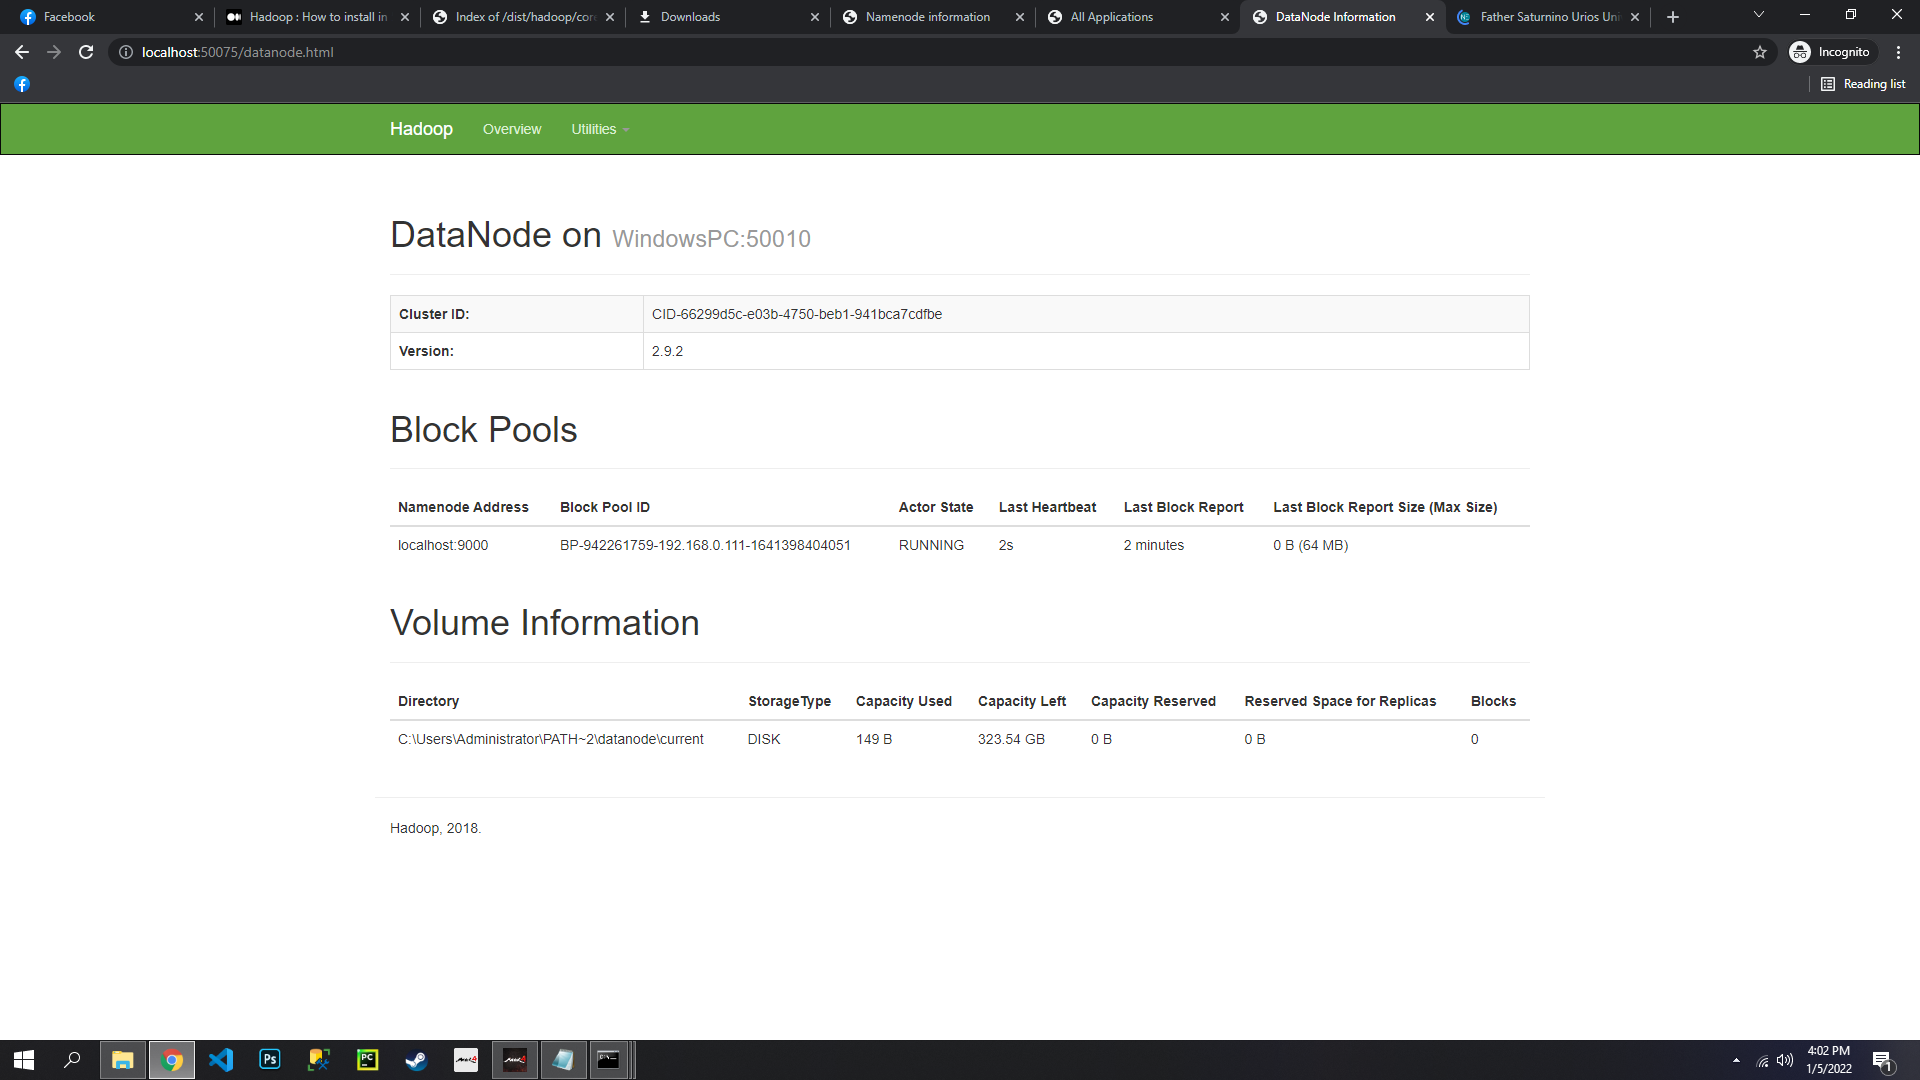 Facebook
Hadoop : How to install in
Index of /dist/hadoop/core
Downloads
Namenode information
All Applications
DataNode Information
Father Saturnino Urios Uni
localhost:50075/datanode.html
Incognito
Reading list
Hadoop
Overview
Utilities
DataNode on WindowsPC:50010
Cluster ID: CID-66299d5c-e03b-4750-beb1-941bca7cdfbe
Version: 2.9.2
Block Pools
Namenode Address Block Pool ID Actor State Last Heartbeat Last Block Report Last Block Report Size (Max Size)
localhost:9000 BP-942261759-192.168.0.111-1641398404051 RUNNING 2s 2 minutes 0 B (64 MB)
Volume Information
Directory StorageType Capacity Used Capacity Left Capacity Reserved Reserved Space for Replicas Blocks
C:\Users\Administrator\PATH~2\datanode\current DISK 149 B 323.54 GB 0 B 0 B 0
Hadoop, 2018.
Ps
PC
4:02 PM
1/5/2022
1